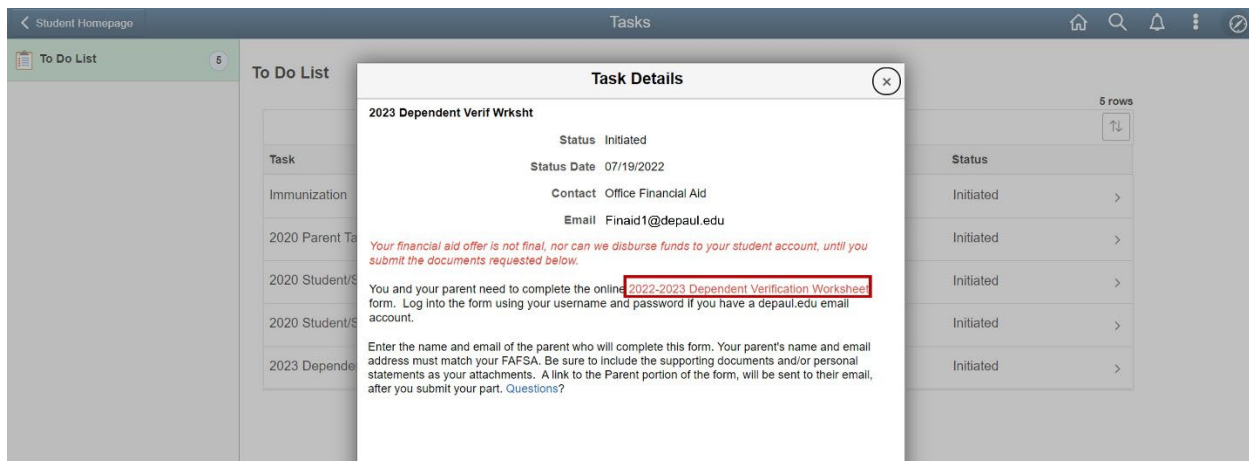 Student Homepage
Tasks
To Do List
5
To Do List
5 rows
Task
Status
Immunization
Initiated
2020 Parent Ta
Initiated
2020 Student/S
Initiated
2020 Student/S
Initiated
2023 Depende
Initiated
Task Details
×
2023 Dependent Verif Wrksht
Status Initiated
Status Date 07/19/2022
Contact Office Financial Aid
Email Finaid1@depaul.edu
Your financial aid offer is not final, nor can we disburse funds to your student account, until you
submit the documents requested below.
You and your parent need to complete the online 2022-2023 Dependent Verification Worksheet
form. Log into the form using your username and password if you have a depaul.edu email
account.
Enter the name and email of the parent who will complete this form. Your parent's name and email
address must match your FAFSA. Be sure to include the supporting documents and/or personal
statements as your attachments. A link to the Parent portion of the form, will be sent to their email,
after you submit your part. Questions?